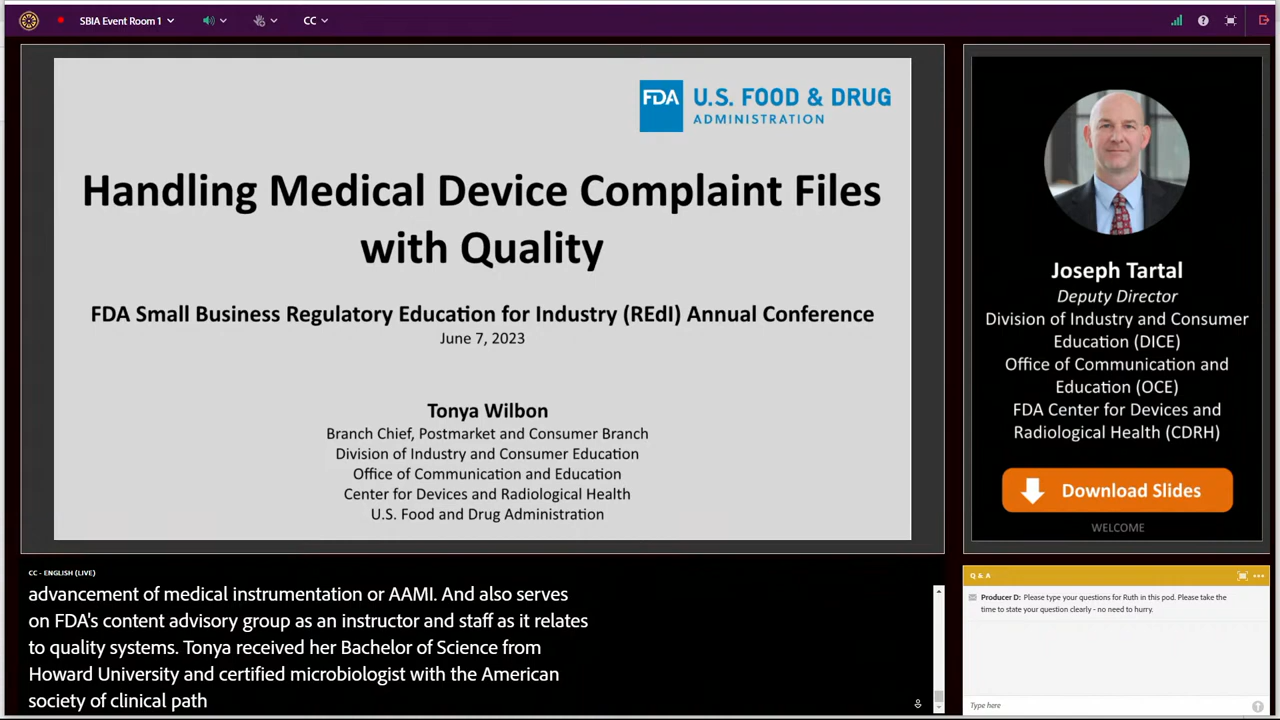 SBIA Event Room 1
CC
FDA U.S. FOOD & DRUG
ADMINISTRATION
Handling Medical Device Complaint Files
with Quality
FDA Small Business Regulatory Education for Industry (REdI) Annual Conference
June 7, 2023
Tonya Wilbon
Branch Chief, Postmarket and Consumer Branch
Division of Industry and Consumer Education
Office of Communication and Education
Center for Devices and Radiological Health
U.S. Food and Drug Administration
Joseph Tartal
Deputy Director
Division of Industry and Consumer
Education (DICE)
Office of Communication and
Education (OCE)
FDA Center for Devices and
Radiological Health (CDRH)
Download Slides
WELCOME
CC - ENGLISH (LIVE)
advancement of medical instrumentation or AAMI. And also serves
on FDA's content advisory group as an instructor and staff as it relates
to quality systems. Tonya received her Bachelor of Science from
Howard University and certified microbiologist with the American
society of clinical path
Q & A
Producer D: Please type your questions for Ruth in this pod. Please take the
time to state your question clearly - no need to hurry.
Type here